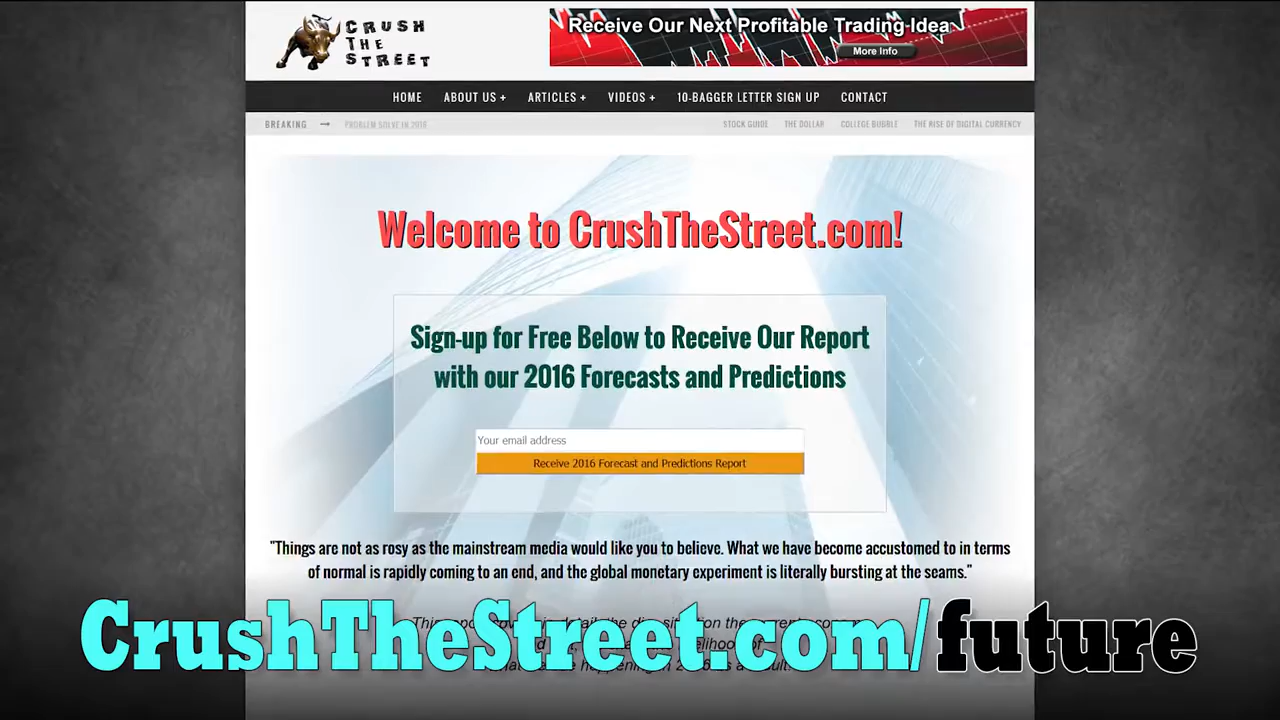 CRUSH
THE
STREET
Receive Our Next Profitable Trading Idea
More Info
HOME ABOUT US + ARTICLES + VIDEOS + 10-BAGGER LETTER SIGN UP CONTACT
BREAKING → PROBLEM SOLVE IN 2016 STOCK GUIDE THE DOLLAR COLLEGE BUBBLE THE RISE OF DIGITAL CURRENCY
Welcome to CrushTheStreet.com!
Sign-up for Free Below to Receive Our Report
with our 2016 Forecasts and Predictions
Your email address
Receive 2016 Forecast and Predictions Report
"Things are not as rosy as the mainstream media would like you to believe. What we have become accustomed to in terms
of normal is rapidly coming to an end, and the global monetary experiment is literally bursting at the seams."
CrushTheStreet.com/future